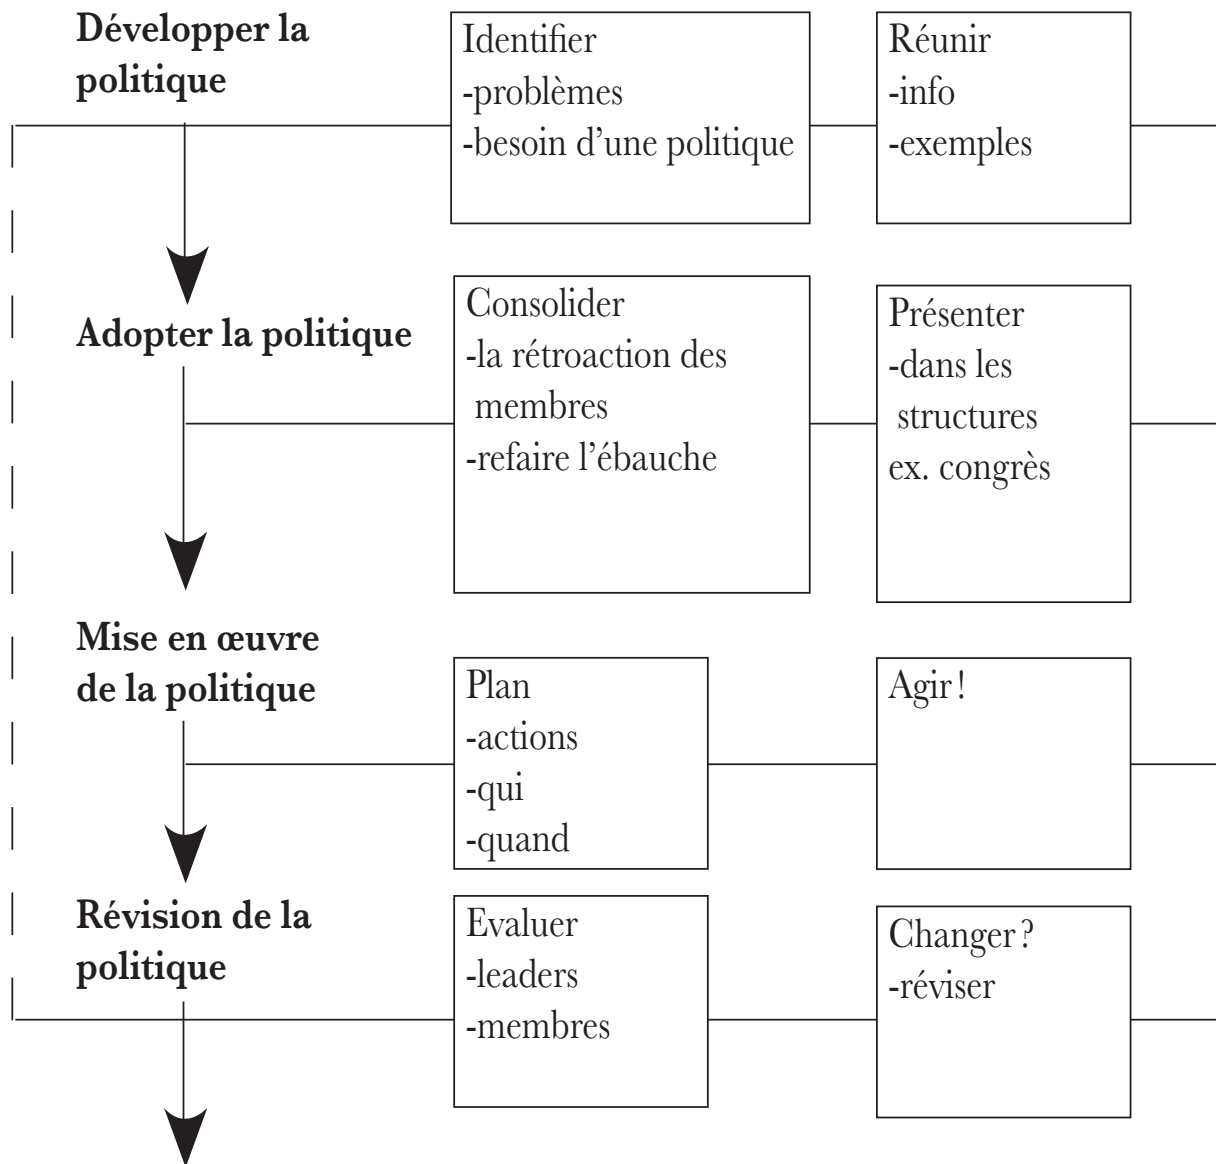 Développer la
politique
Identifier
-problèmes
-besoin d’une politique
Réunir
-info
-exemples
Adopter la politique
Consolider
-la rétroaction des
membres
-refaire l’ébauche
Présenter
-dans les
structures
ex. congrès
Mise en œuvre
de la politique
Plan
-actions
-qui
-quand
Agir !
Révision de la
politique
Evaluer
-leaders
-membres
Changer ?
-réviser